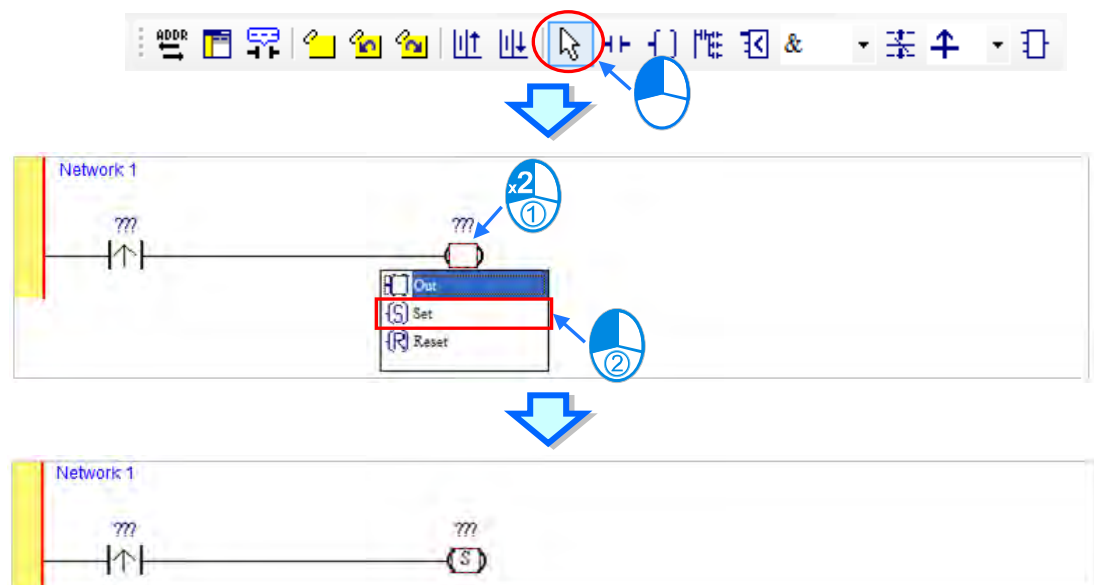 ADDR
&
Network 1
x2
①
???
???
Out
Set
Reset
②
Network 1
???
???
S